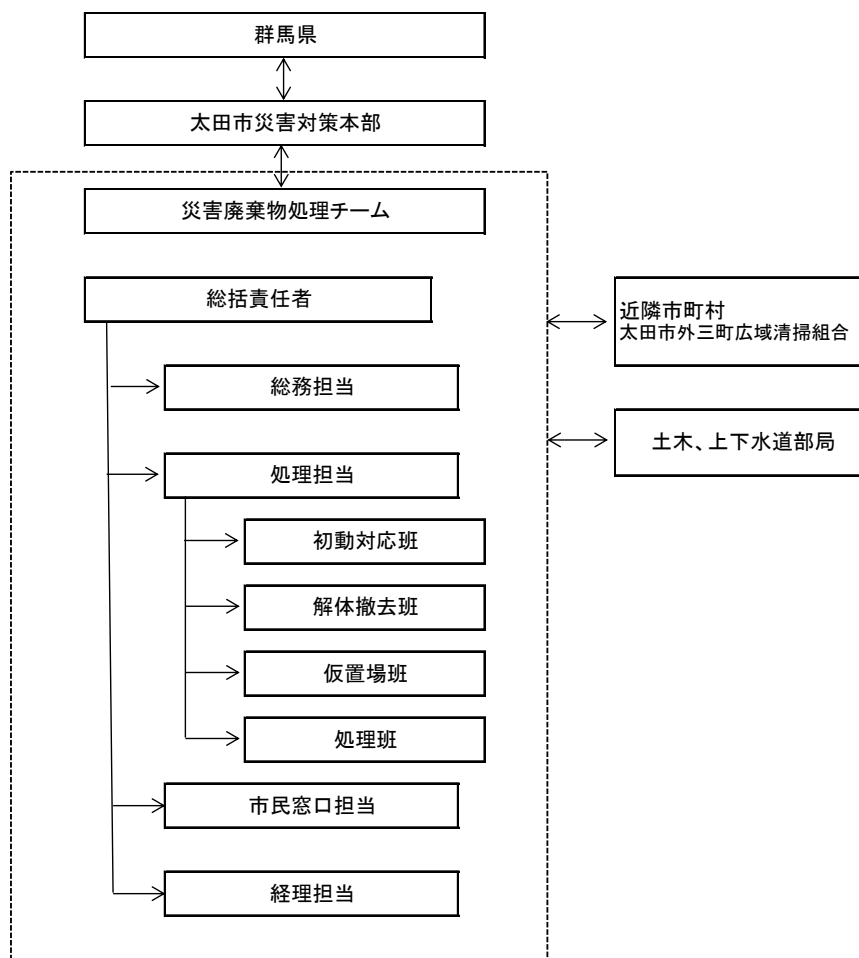 群馬県
太田市災害対策本部
災害廃棄物処理チーム
総括責任者
近隣市町村
太田市外三町広域清掃組合
総務担当
土木、上下水道部局
処理担当
初動対応班
解体撤去班
仮置場班
処理班
市民窓口担当
経理担当